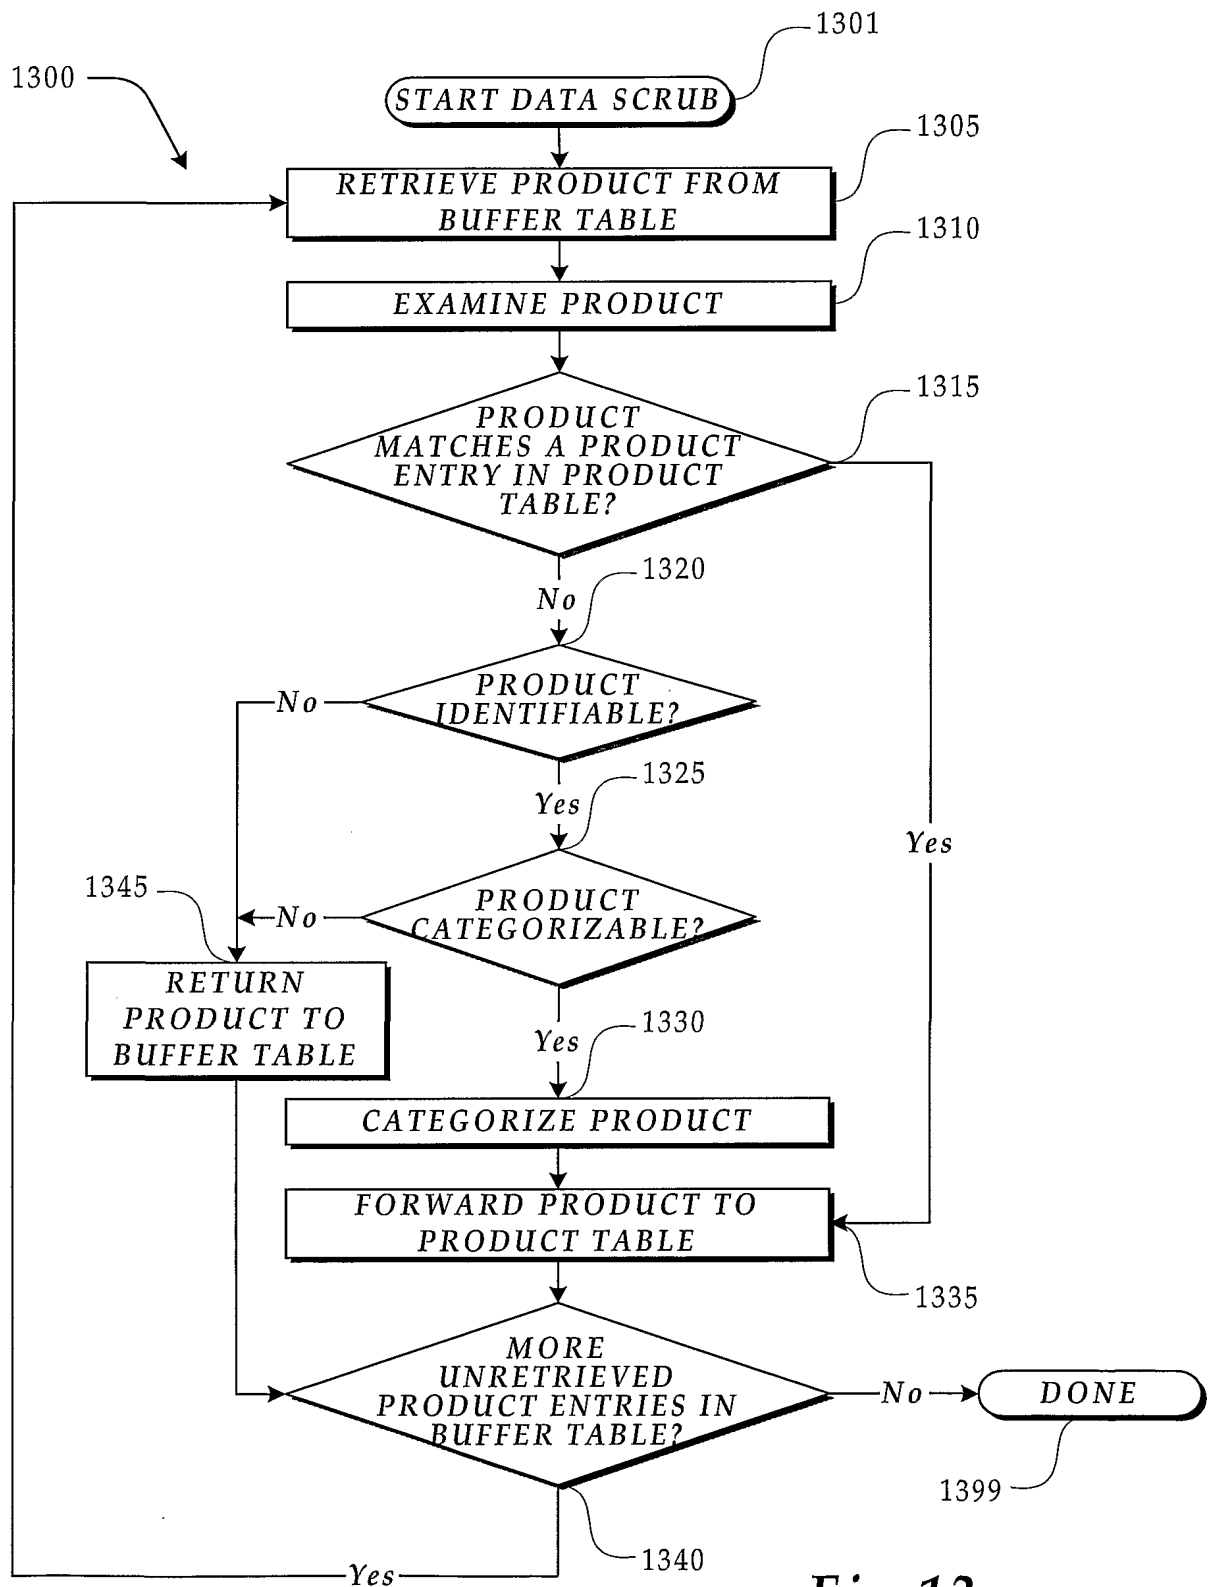 1301
1300
START DATA SCRUB
1305
RETRIEVE PRODUCT FROM
BUFFER TABLE
1310
EXAMINE PRODUCT
1315
PRODUCT
MATCHES A PRODUCT
ENTRY IN PRODUCT
TABLE?
1320
No
PRODUCT
IDENTIFIABLE?
No
1325
Yes
Yes
1345
PRODUCT
CATEGORIZABLE?
No
RETURN
PRODUCT TO
BUFFER TABLE
1330
Yes
CATEGORIZE PRODUCT
FORWARD PRODUCT TO
PRODUCT TABLE
1335
MORE
UNRETRIEVED
PRODUCT ENTRIES IN
BUFFER TABLE?
No
DONE
1399
1340
Yes
Fig. 13